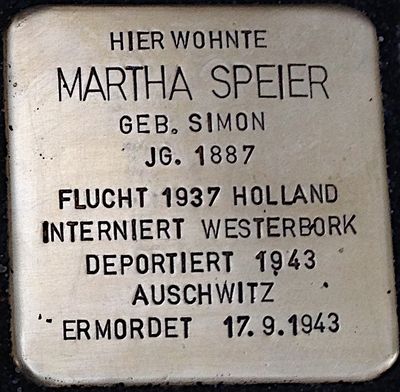 HIER WOHNTE
MARTHA SPEIER
GEB. SIMON
JG. 1887
FLUCHT 1937 HOLLAND
INTERNIERT WESTERBORK
DEPORTIERT 1943
AUSCHWITZ
ERMORDET 17.9.1943